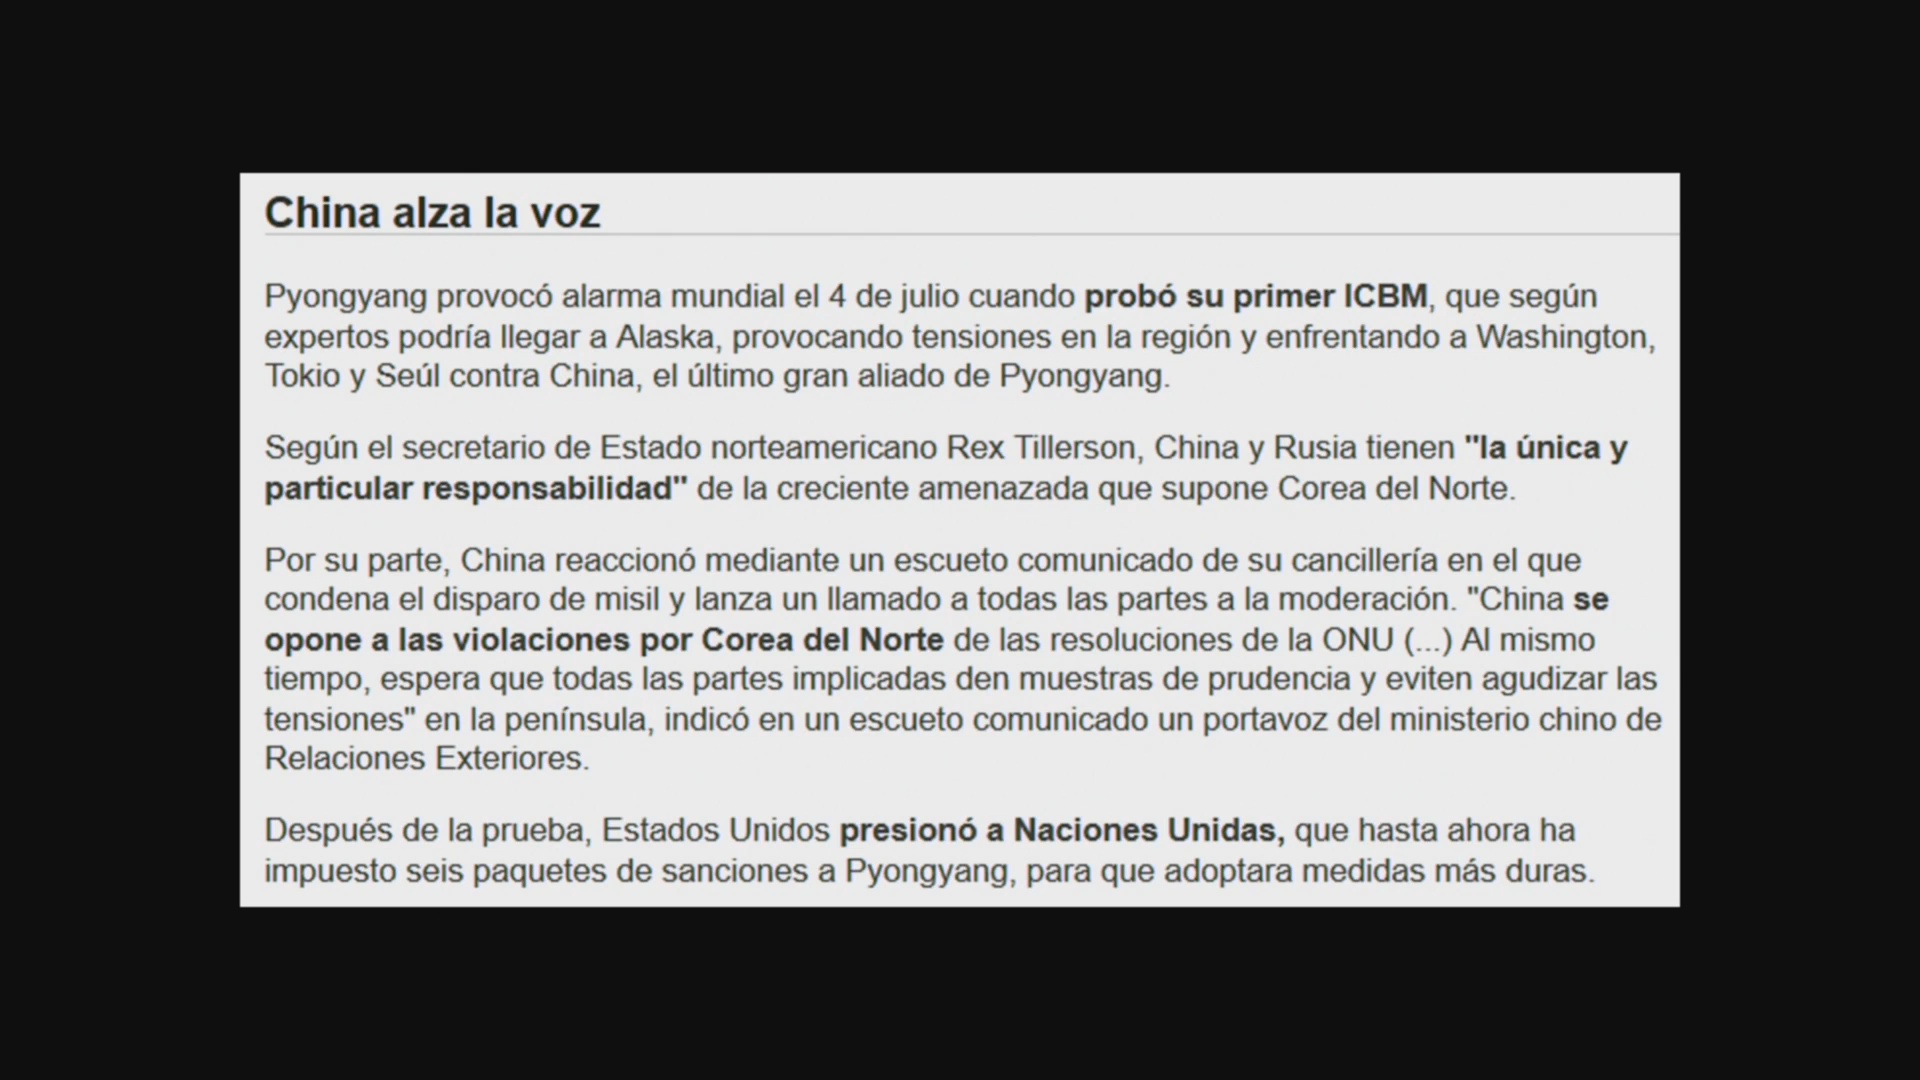 China alza la voz
Pyongyang provocó alarma mundial el 4 de julio cuando probó su primer ICBM, que según
expertos podría llegar a Alaska, provocando tensiones en la región y enfrentando a Washington,
Tokio y Seúl contra China, el último gran aliado de Pyongyang.
Según el secretario de Estado norteamericano Rex Tillerson, China y Rusia tienen "la única y
particular responsabilidad" de la creciente amenazada que supone Corea del Norte.
Por su parte, China reaccionó mediante un escueto comunicado de su cancillería en el que
condena el disparo de misil y lanza un llamado a todas las partes a la moderación. "China se
opone a las violaciones por Corea del Norte de las resoluciones de la ONU (...) Al mismo
tiempo, espera que todas las partes implicadas den muestras de prudencia y eviten agudizar las
tensiones" en la península, indicó en un escueto comunicado un portavoz del ministerio chino de
Relaciones Exteriores.
Después de la prueba, Estados Unidos presionó a Naciones Unidas, que hasta ahora ha
impuesto seis paquetes de sanciones a Pyongyang, para que adoptara medidas más duras.